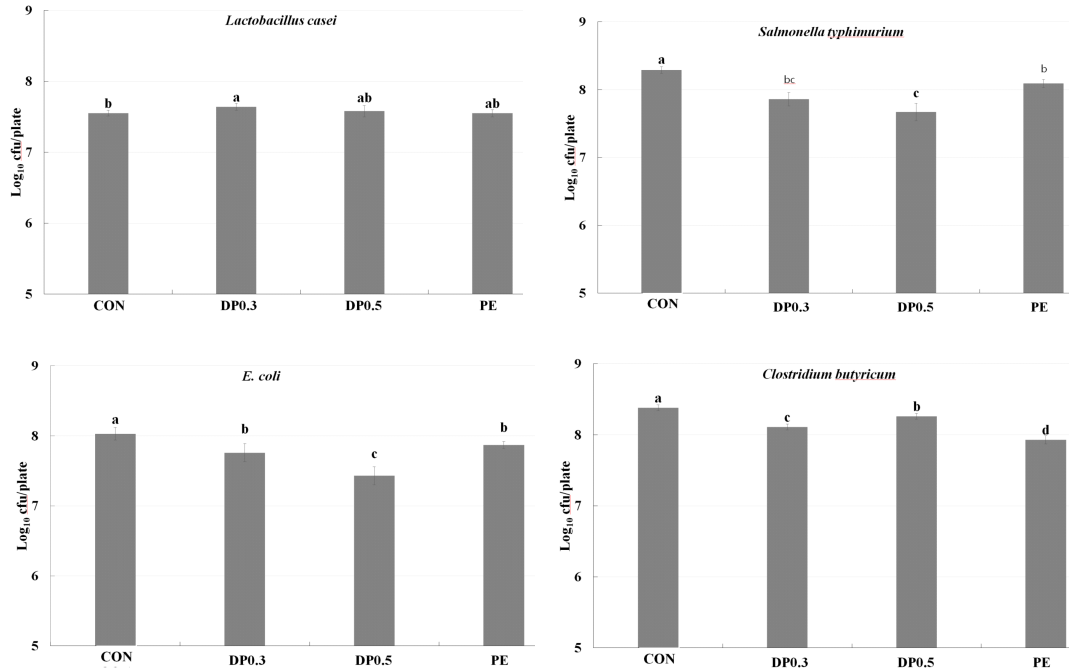 Lactobacillus casei
9
8
7
6
5
Log10 cfu/plate
b
a
ab
ab
CON
DP0.3
DP0.5
PE
Salmonella typhimurium
9
8
7
6
5
Log10 cfu/plate
a
bc
c
b
CON
DP0.3
DP0.5
PE
E. coli
9
8
7
6
5
Log10 cfu/plate
a
b
c
b
CON
DP0.3
DP0.5
PE
Clostridium butyricum
9
8
7
6
5
Log10 cfu/plate
a
c
b
d
CON
DP0.3
DP0.5
PE